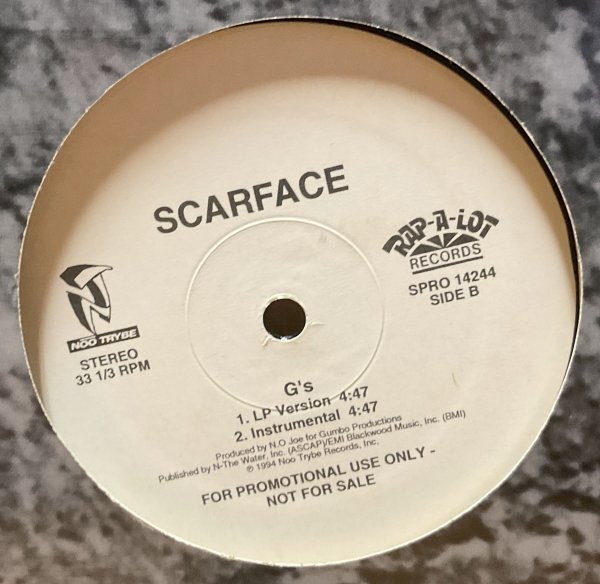 SCARFACE
RAP-A-LOT
RECORDS
SPRO 14244
SIDE B
NOO TRYBE
STEREO
33 1/3 RPM
G's
1. LP Version 4:47
2. Instrumental 4:47
Produced by N.O Joe for Gumbo Productions
Published by N-The Water, Inc. (ASCAP)/EMI Blackwood Music, Inc. (BMI)
℗ 1994 Noo Trybe Records, Inc.
FOR PROMOTIONAL USE ONLY -
NOT FOR SALE